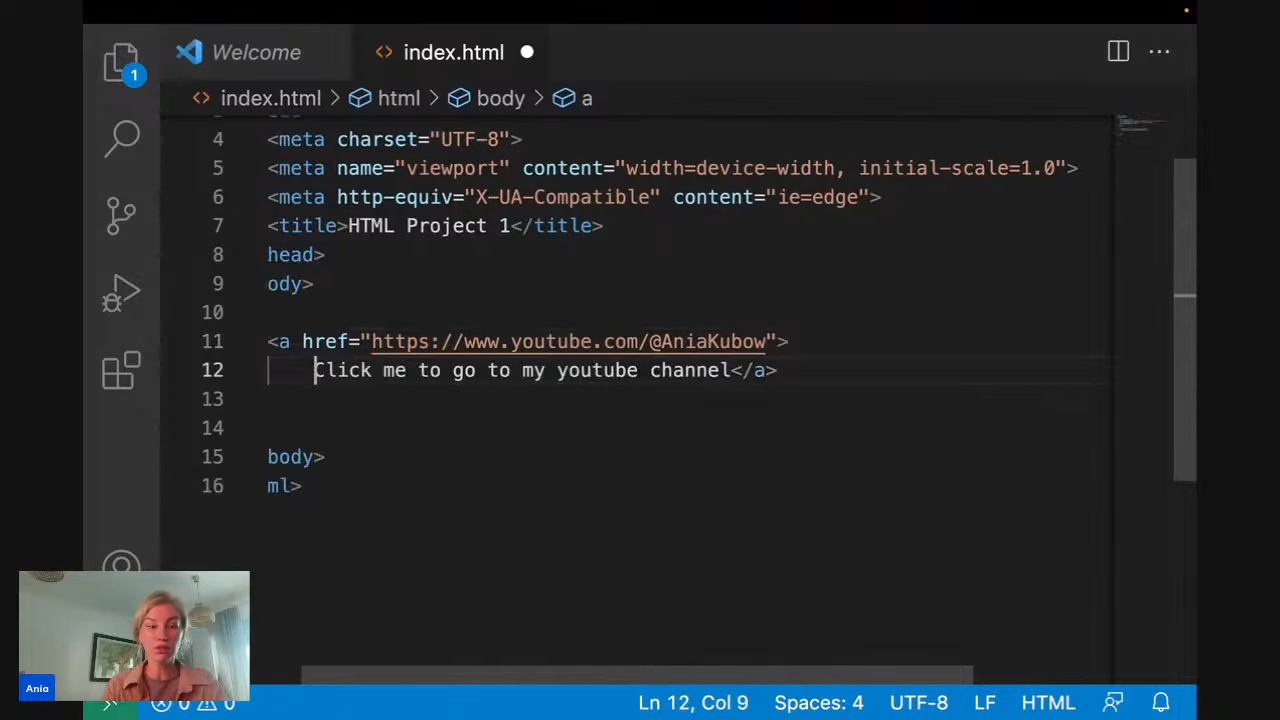 Welcome
index.html
1
index.html > html > body > a
4 <meta charset="UTF-8">
5 <meta name="viewport" content="width=device-width, initial-scale=1.0">
6 <meta http-equiv="X-UA-Compatible" content="ie=edge">
7 <title>HTML Project 1</title>
8 head>
9 ody>
10
11 <a href="https://www.youtube.com/@AniaKubow">
12 Click me to go to my youtube channel</a>
13
14
15 body>
16 ml>
Ania
0 0 Ln 12, Col 9 Spaces: 4 UTF-8 LF HTML